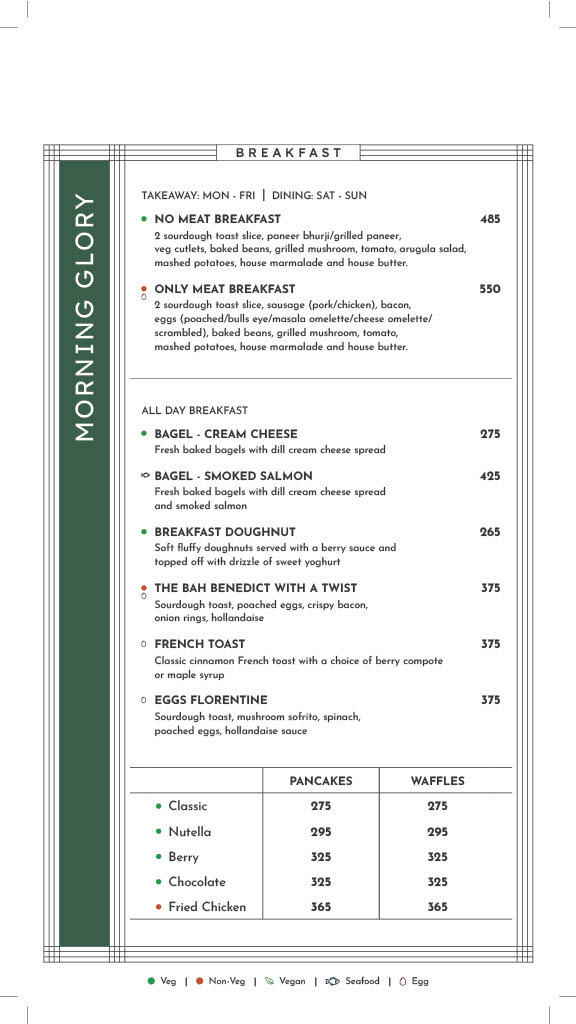 BREAKFAST
MORNING GLORY
TAKEAWAY: MON - FRI | DINING: SAT - SUN
NO MEAT BREAKFAST 485
2 sourdough toast slice, paneer bhurji/grilled paneer,
veg cutlets, baked beans, grilled mushroom, tomato, arugula salad,
mashed potatoes, house marmalade and house butter.
ONLY MEAT BREAKFAST 550
2 sourdough toast slice, sausage (pork/chicken), bacon,
eggs (poached/bulls eye/masala omelette/cheese omelette/
scrambled), baked beans, grilled mushroom, tomato,
mashed potatoes, house marmalade and house butter.
ALL DAY BREAKFAST
BAGEL - CREAM CHEESE 275
Fresh baked bagels with dill cream cheese spread
BAGEL - SMOKED SALMON 425
Fresh baked bagels with dill cream cheese spread
and smoked salmon
BREAKFAST DOUGHNUT 265
Soft fluffy doughnuts served with a berry sauce and
topped off with drizzle of sweet yoghurt
THE BAH BENEDICT WITH A TWIST 375
Sourdough toast, poached eggs, crispy bacon,
onion rings, hollandaise
FRENCH TOAST 375
Classic cinnamon French toast with a choice of berry compote
or maple syrup
EGGS FLORENTINE 375
Sourdough toast, mushroom sofrito, spinach,
poached eggs, hollandaise sauce
PANCAKES WAFFLES
Classic 275 275
Nutella 295 295
Berry 325 325
Chocolate 325 325
Fried Chicken 365 365
Veg | Non-Veg | Vegan | Seafood | Egg